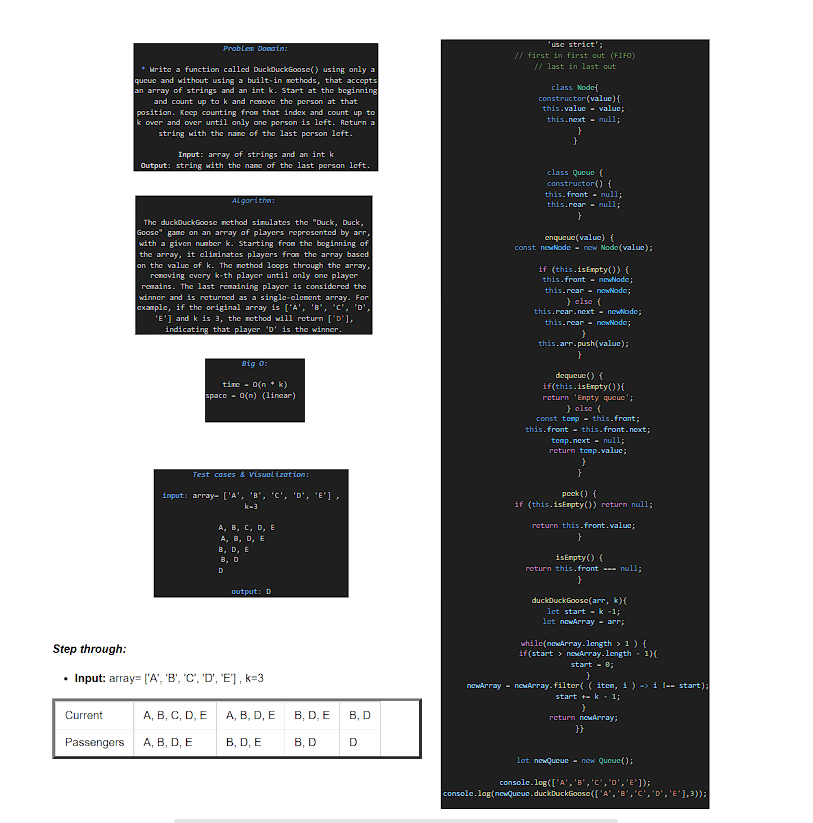 Problem Domain:
* Write a function called DuckDuckGoose() using only a
queue and without using a built-in methods, that accepts
an array of strings and an int k. Start at the beginning
and count up to k and remove the person at that
position. Keep counting from that index and count up to
k over and over until only one person is left. Return a
string with the name of the last person left.
Input: array of strings and an int k
Output: string with the name of the last person left.
Algorithm:
The duckDuckGoose method simulates the "Duck, Duck,
Goose" game on an array of players represented by arr,
with a given number k. Starting from the beginning of
the array, it eliminates players from the array based
on the value of k. The method loops through the array,
removing every k-th player until only one player
remains. The last remaining player is considered the
winner and is returned as a single-element array. For
example, if the original array is ['A', 'B', 'C', 'D',
'E'] and k is 3, the method will return ['D'],
indicating that player 'D' is the winner.
Big O:
time = O(n * k)
space = O(n) (linear)
Test cases & Visualization:
input: array= ['A', 'B', 'C', 'D', 'E'] ,
k=3
A, B, C, D, E
A, B, D, E
B, D, E
B, D
D
output: D
Step through:
• Input: array= ['A', 'B', 'C', 'D', 'E'] , k=3
Current A, B, C, D, E A, B, D, E B, D, E B, D
Passengers A, B, D, E B, D, E B, D D
'use strict';
// first in first out (FIFO)
// last in last out
class Node{
constructor(value){
this.value = value;
this.next = null;
}
}
class Queue {
constructor() {
this.front = null;
this.rear = null;
}
enqueue(value) {
const newNode = new Node(value);
if (this.isEmpty()) {
this.front = newNode;
this.rear = newNode;
} else {
this.rear.next = newNode;
this.rear = newNode;
}
this.arr.push(value);
}
dequeue() {
if(this.isEmpty()){
return 'Empty queue';
} else {
const temp = this.front;
this.front = this.front.next;
temp.next = null;
return temp.value;
}
}
peek() {
if (this.isEmpty()) return null;
return this.front.value;
}
isEmpty() {
return this.front === null;
}
duckDuckGoose(arr, k){
let start = k -1;
let newArray = arr;
while(newArray.length > 1 ) {
if(start > newArray.length - 1){
start = 0;
}
newArray = newArray.filter( ( item, i ) => i !== start);
start += k - 1;
}
return newArray;
}}
let newQueue = new Queue();
console.log(['A','B','C','D','E']);
console.log(newQueue.duckDuckGoose(['A','B','C','D','E'],3));